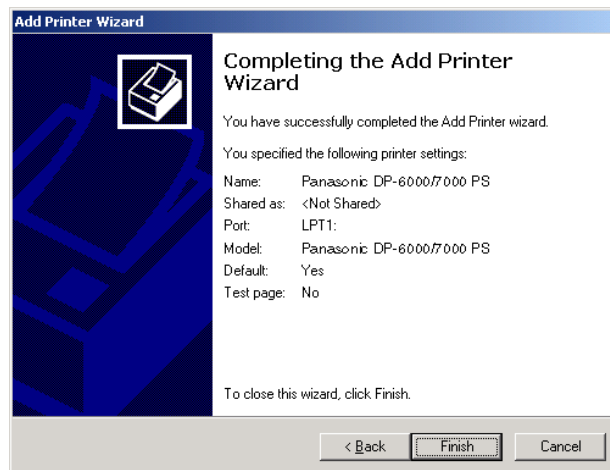 Add Printer Wizard
Completing the Add Printer
Wizard
You have successfully completed the Add Printer wizard.
You specified the following printer settings:
Name: Panasonic DP-6000/7000 PS
Shared as: <Not Shared>
Port: LPT1:
Model: Panasonic DP-6000/7000 PS
Default: Yes
Test page: No
To close this wizard, click Finish.
< Back Finish Cancel